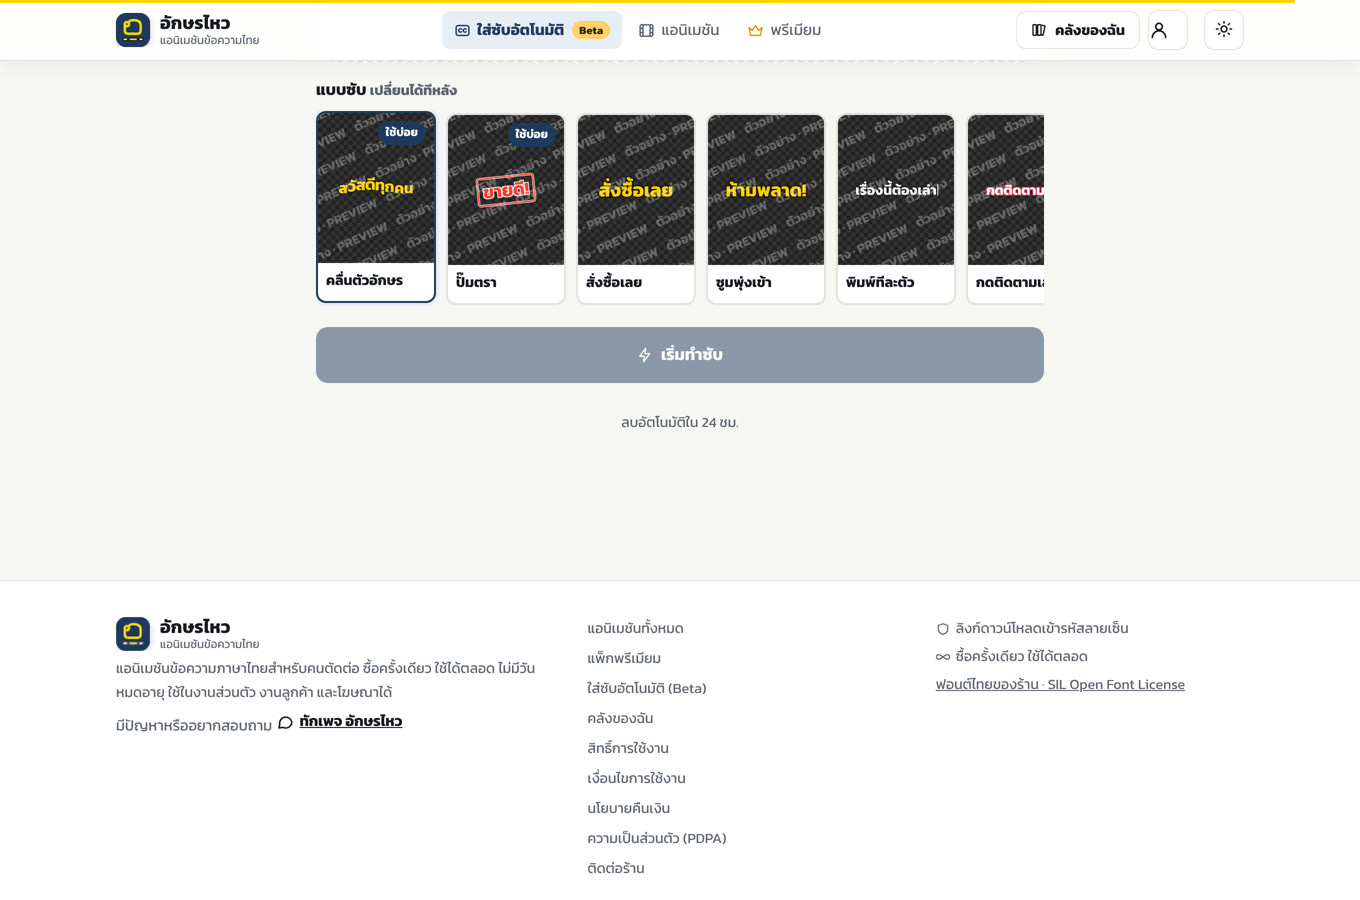 อักษรไหว
แอนิเมชันข้อความไทย
ใส่ซับอัตโนมัติ Beta
แอนิเมชัน
พรีเมียม
คลังของฉัน
แบบซับ เปลี่ยนได้ทีหลัง
ใช้บ่อย
สวัสดีทุกคน
คลื่นตัวอักษร
ใช้บ่อย
ขายดี!
ปั๊มตรา
สั่งซื้อเลย
สั่งซื้อเลย
ห้ามพลาด!
ซูมพุ่งเข้า
เรื่องนี้ต้องเล่า
พิมพ์ทีละตัว
กดติดตาม
กดติดตาม
ตัวอย่าง · PREVIEW
เริ่มทำซับ
ลบอัตโนมัติใน 24 ชม.
อักษรไหว
แอนิเมชันข้อความไทย
แอนิเมชันข้อความภาษาไทยสำหรับคนตัดต่อ ซื้อครั้งเดียว ใช้ได้ตลอด ไม่มีวัน
หมดอายุ ใช้ในงานส่วนตัว งานลูกค้า และโฆษณาได้
มีปัญหาหรืออยากสอบถาม ทักเพจ อักษรไหว
แอนิเมชันทั้งหมด
แพ็กพรีเมียม
ใส่ซับอัตโนมัติ (Beta)
คลังของฉัน
สิทธิ์การใช้งาน
เงื่อนไขการใช้งาน
นโยบายคืนเงิน
ความเป็นส่วนตัว (PDPA)
ติดต่อร้าน
ลิงก์ดาวน์โหลดเข้ารหัสลายเซ็น
ซื้อครั้งเดียว ใช้ได้ตลอด
ฟอนต์ไทยของร้าน · SIL Open Font License